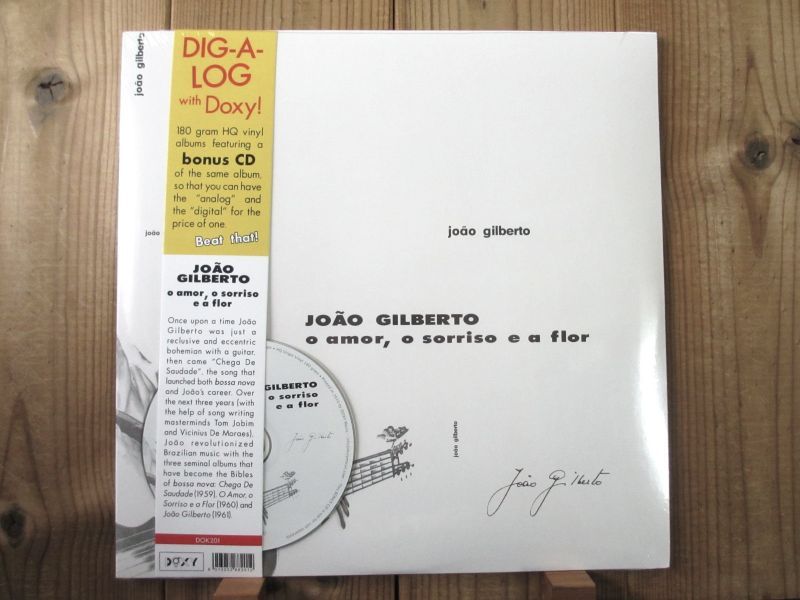 DIG-A-
LOG
with Doxy!
180 gram HQ vinyl
albums featuring a
bonus CD
of the same album,
so that you can have
the "analog" and
the "digital" for the
price of one.
Beat that!
JOÃO
GILBERTO
o amor, o sorriso
e a flor
Once upon a time João
Gilberto was just a
reclusive and eccentric
bohemian with a guitar,
then came "Chega De
Saudade", the song that
launched both bossa nova
and João's career. Over
the next three years (with
the help of song writing
masterminds Tom Jobim
and Vinicius De Moraes),
João revolutionized
Brazilian music with the
three seminal albums that
have become the Bibles
of bossa nova: Chega De
Saudade (1959), O Amor, o
Sorriso e a Flor (1960) and
João Gilberto (1961).
DOK201
DOXY
joão gilberto
joão
joão gilberto
JOÃO GILBERTO
o amor, o sorriso e a flor
GILBERTO
o sorriso
e a flor
João Gilberto
joão gilberto
João Gilberto